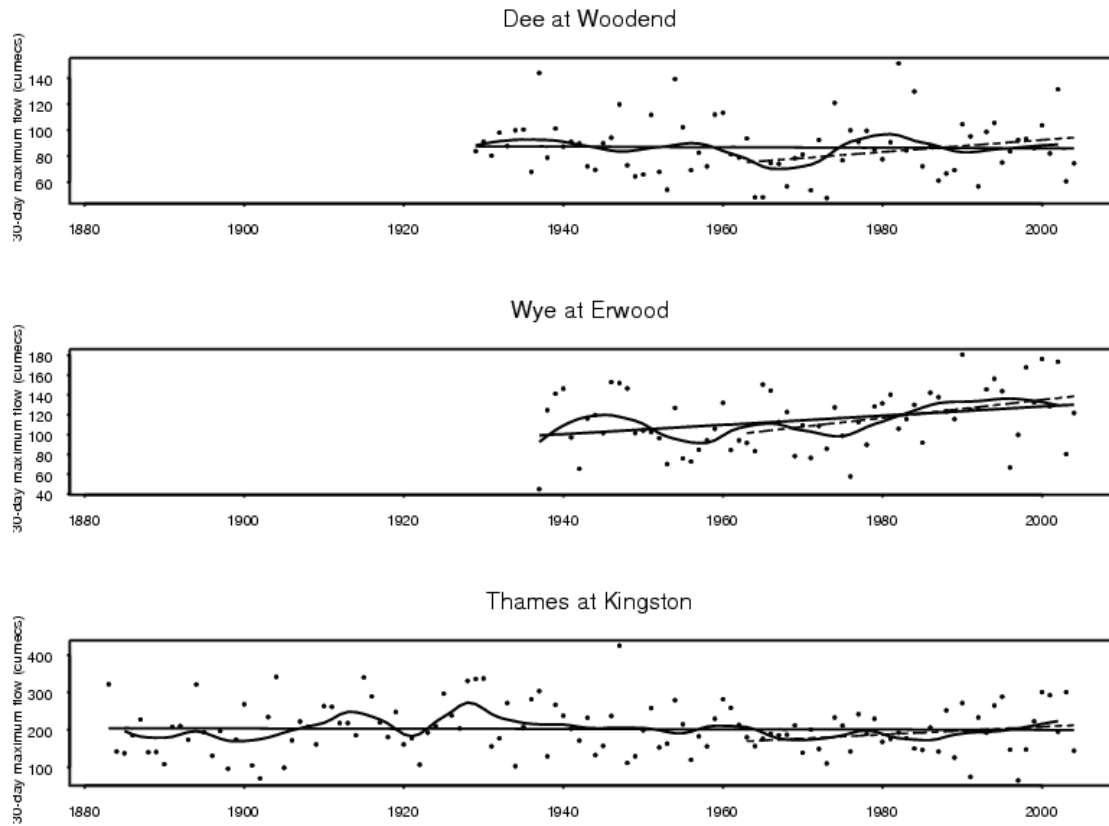 Dee at Woodend
30-day maximum flow (cumecs)
140
120
100
80
60
1880 1900 1920 1940 1960 1980 2000
Wye at Erwood
30-day maximum flow (cumecs)
180
160
140
120
100
80
60
40
1880 1900 1920 1940 1960 1980 2000
Thames at Kingston
30-day maximum flow (cumecs)
400
300
200
100
1880 1900 1920 1940 1960 1980 2000